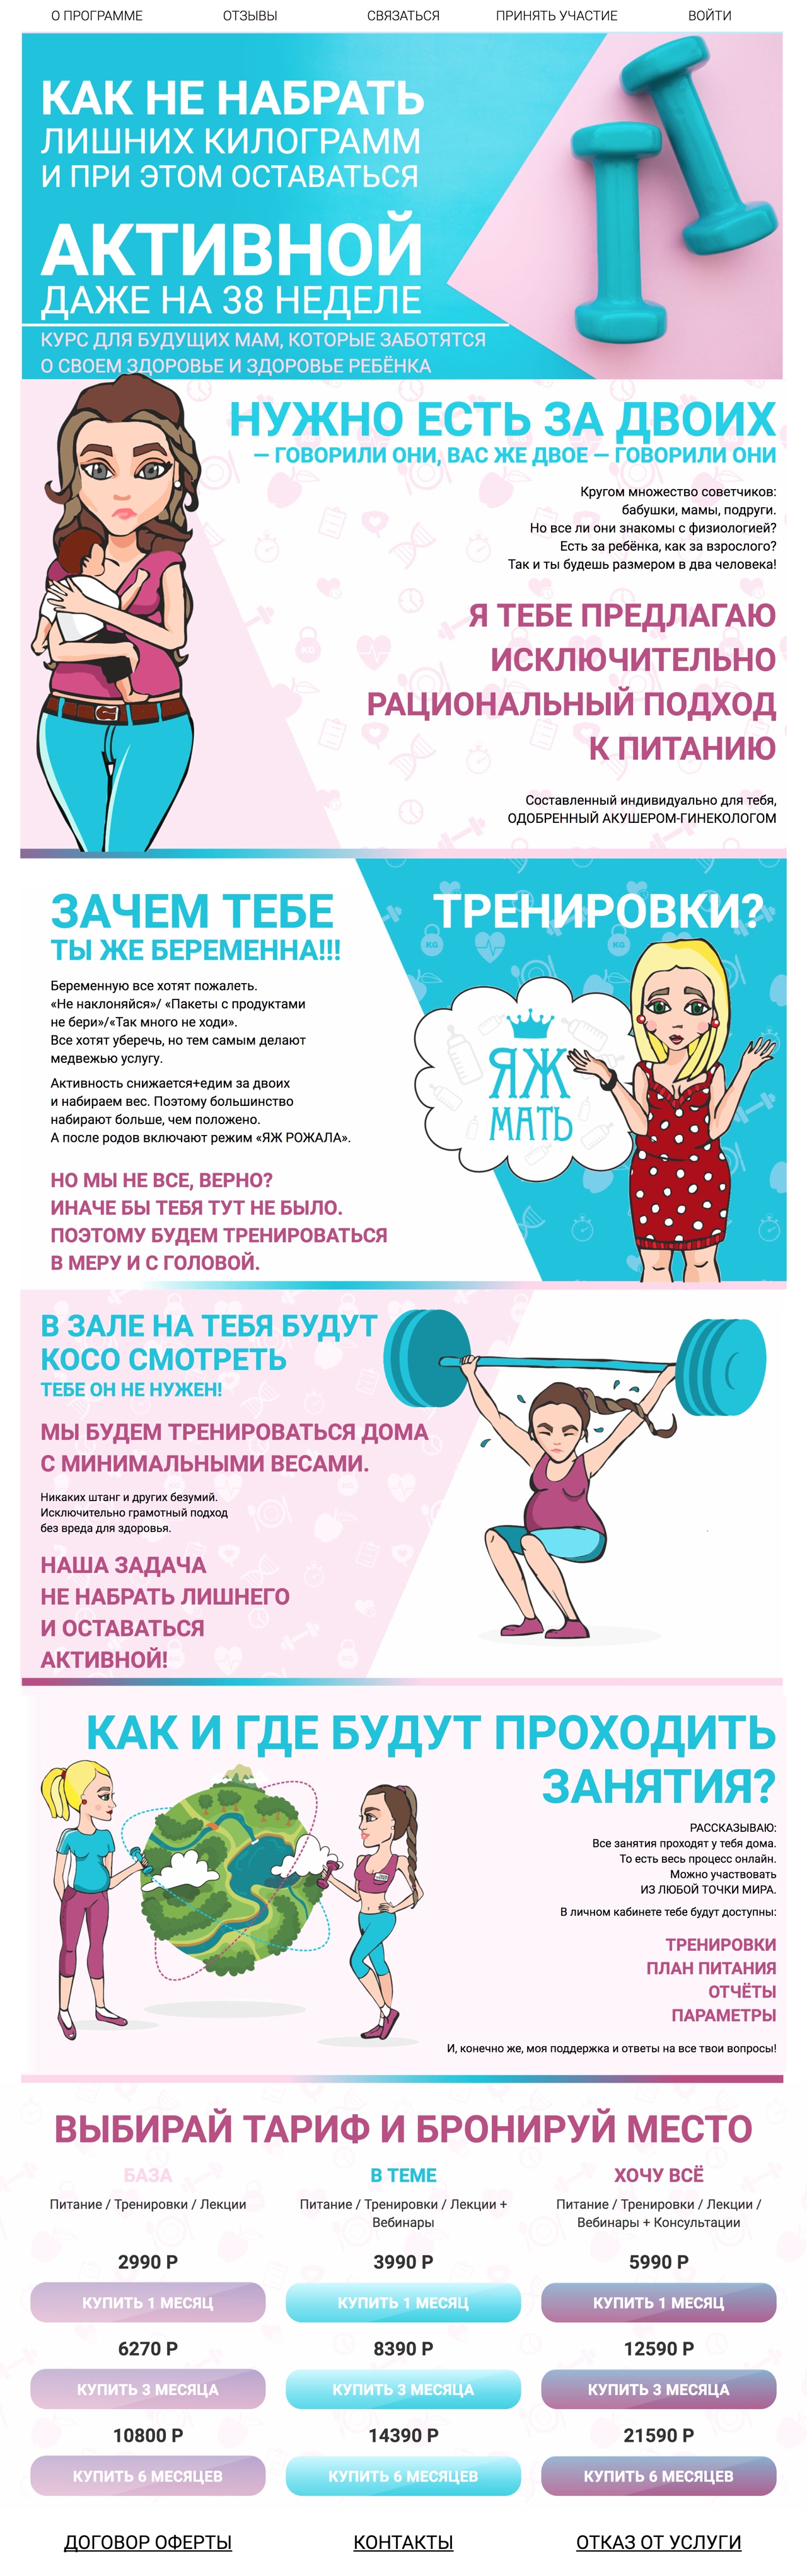 О ПРОГРАММЕ ОТЗЫВЫ СВЯЗАТЬСЯ ПРИНЯТЬ УЧАСТИЕ ВОЙТИ
КАК НЕ НАБРАТЬ
ЛИШНИХ КИЛОГРАММ
И ПРИ ЭТОМ ОСТАВАТЬСЯ
АКТИВНОЙ
ДАЖЕ НА 38 НЕДЕЛЕ
КУРС ДЛЯ БУДУЩИХ МАМ, КОТОРЫЕ ЗАБОТЯТСЯ
О СВОЕМ ЗДОРОВЬЕ И ЗДОРОВЬЕ РЕБЁНКА
НУЖНО ЕСТЬ ЗА ДВОИХ
— ГОВОРИЛИ ОНИ, ВАС ЖЕ ДВОЕ — ГОВОРИЛИ ОНИ
Кругом множество советчиков:
бабушки, мамы, подруги.
Но все ли они знакомы с физиологией?
Есть за ребёнка, как за взрослого?
Так и ты будешь размером в два человека!
Я ТЕБЕ ПРЕДЛАГАЮ
ИСКЛЮЧИТЕЛЬНО
РАЦИОНАЛЬНЫЙ ПОДХОД
К ПИТАНИЮ
Составленный индивидуально для тебя,
ОДОБРЕННЫЙ АКУШЕРОМ-ГИНЕКОЛОГОМ
ЗАЧЕМ ТЕБЕ ТРЕНИРОВКИ?
ТЫ ЖЕ БЕРЕМЕННА!!!
Беременную все хотят пожалеть.
«Не наклоняйся»/ «Пакеты с продуктами
не бери»/«Так много не ходи».
Все хотят уберечь, но тем самым делают
медвежью услугу.
Активность снижается+едим за двоих
и набираем вес. Поэтому большинство
набирают больше, чем положено.
А после родов включают режим «ЯЖ РОЖАЛА».
ЯЖ
МАТЬ
KG
KG
НО МЫ НЕ ВСЕ, ВЕРНО?
ИНАЧЕ БЫ ТЕБЯ ТУТ НЕ БЫЛО.
ПОЭТОМУ БУДЕМ ТРЕНИРОВАТЬСЯ
В МЕРУ И С ГОЛОВОЙ.
В ЗАЛЕ НА ТЕБЯ БУДУТ
КОСО СМОТРЕТЬ
ТЕБЕ ОН НЕ НУЖЕН!
МЫ БУДЕМ ТРЕНИРОВАТЬСЯ ДОМА
С МИНИМАЛЬНЫМИ ВЕСАМИ.
Никаких штанг и других безумий.
Исключительно грамотный подход
без вреда для здоровья.
НАША ЗАДАЧА
НЕ НАБРАТЬ ЛИШНЕГО
И ОСТАВАТЬСЯ
АКТИВНОЙ!
КАК И ГДЕ БУДУТ ПРОХОДИТЬ
ЗАНЯТИЯ?
РАССКАЗЫВАЮ:
Все занятия проходят у тебя дома.
То есть весь процесс онлайн.
Можно участвовать
ИЗ ЛЮБОЙ ТОЧКИ МИРА.
В личном кабинете тебе будут доступны:
ТРЕНИРОВКИ
ПЛАН ПИТАНИЯ
ОТЧЁТЫ
ПАРАМЕТРЫ
И, конечно же, моя поддержка и ответы на все твои вопросы!
ВЫБИРАЙ ТАРИФ И БРОНИРУЙ МЕСТО
БАЗА В ТЕМЕ ХОЧУ ВСЁ
Питание / Тренировки / Лекции Питание / Тренировки / Лекции + Питание / Тренировки / Лекции /
Вебинары Вебинары + Консультации
2990 Р 3990 Р 5990 Р
КУПИТЬ 1 МЕСЯЦ КУПИТЬ 1 МЕСЯЦ КУПИТЬ 1 МЕСЯЦ
6270 Р 8390 Р 12590 Р
КУПИТЬ 3 МЕСЯЦА КУПИТЬ 3 МЕСЯЦА КУПИТЬ 3 МЕСЯЦА
10800 Р 14390 Р 21590 Р
КУПИТЬ 6 МЕСЯЦЕВ КУПИТЬ 6 МЕСЯЦЕВ КУПИТЬ 6 МЕСЯЦЕВ
ДОГОВОР ОФЕРТЫ КОНТАКТЫ ОТКАЗ ОТ УСЛУГИ